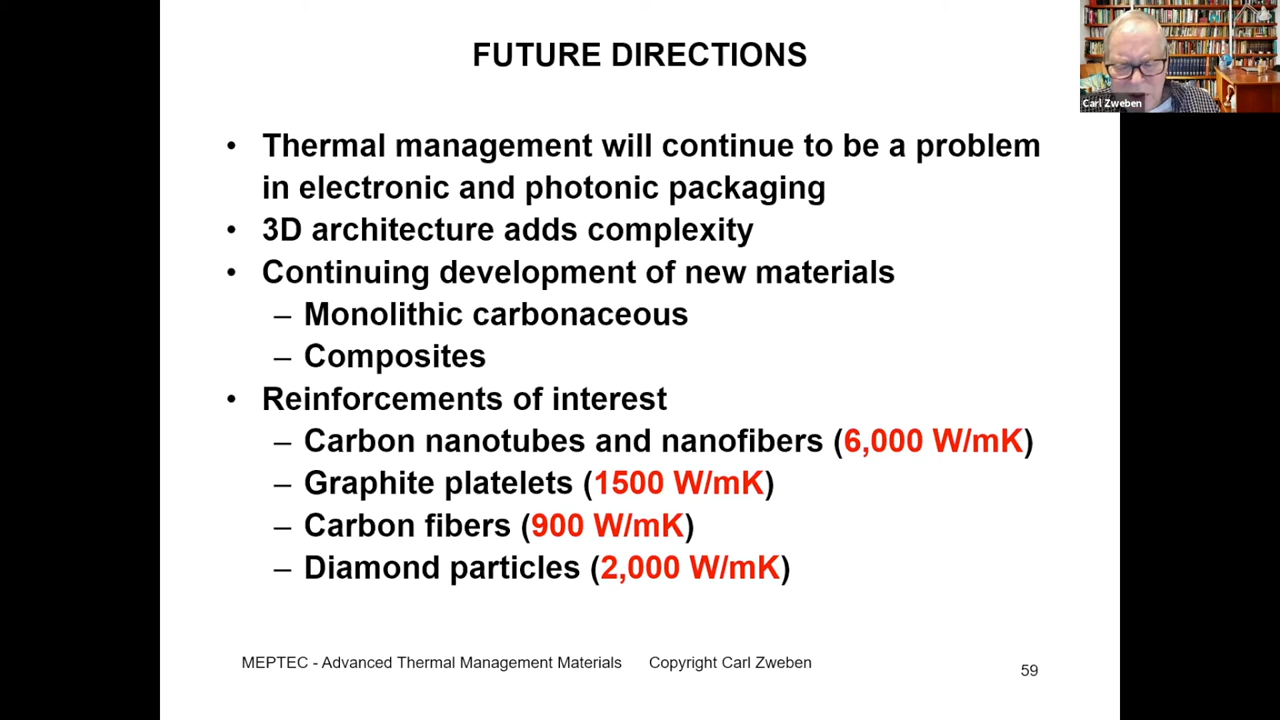 FUTURE DIRECTIONS
Carl Zweben
• Thermal management will continue to be a problem
in electronic and photonic packaging
• 3D architecture adds complexity
• Continuing development of new materials
– Monolithic carbonaceous
– Composites
• Reinforcements of interest
– Carbon nanotubes and nanofibers (6,000 W/mK)
– Graphite platelets (1500 W/mK)
– Carbon fibers (900 W/mK)
– Diamond particles (2,000 W/mK)
MEPTEC - Advanced Thermal Management Materials Copyright Carl Zweben
59